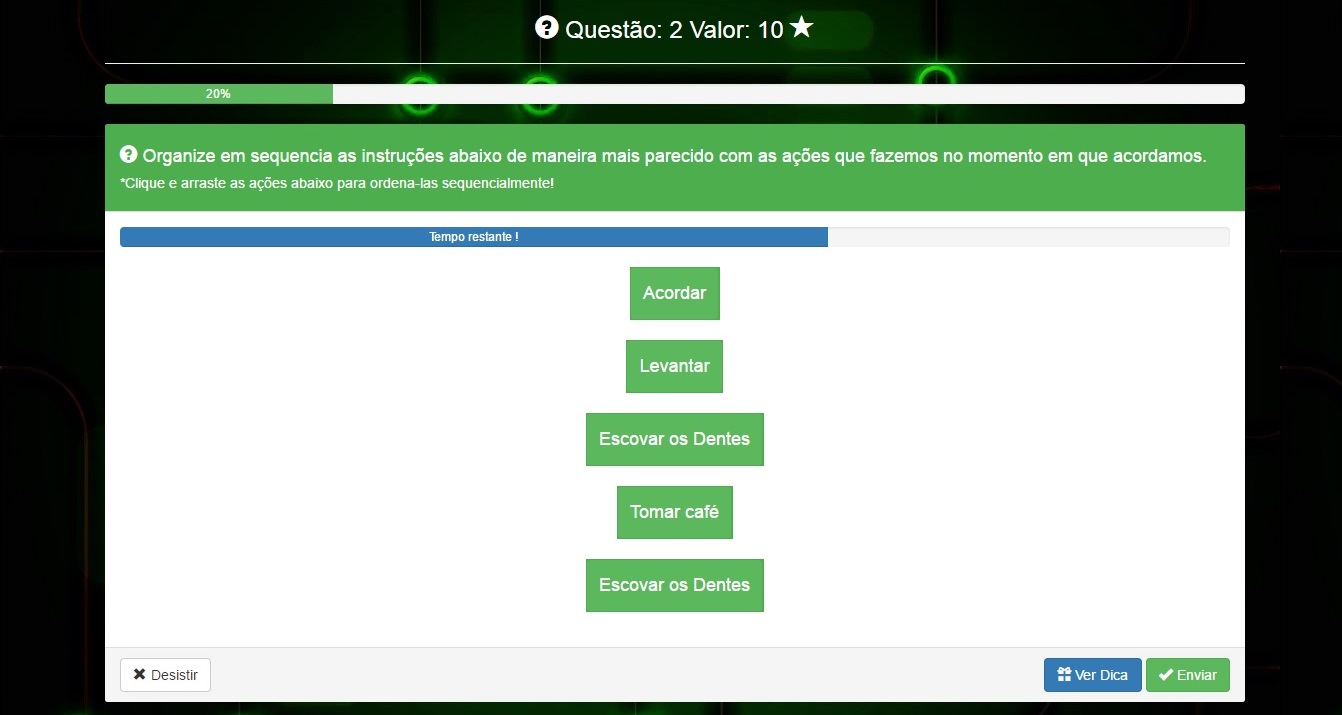 Questão: 2 Valor: 10
20%
Organize em sequencia as instruções abaixo de maneira mais parecido com as ações que fazemos no momento em que acordamos.
*Clique e arraste as ações abaixo para ordena-las sequencialmente!
Tempo restante !
Acordar
Levantar
Escovar os Dentes
Tomar café
Escovar os Dentes
Desistir
Ver Dica
Enviar